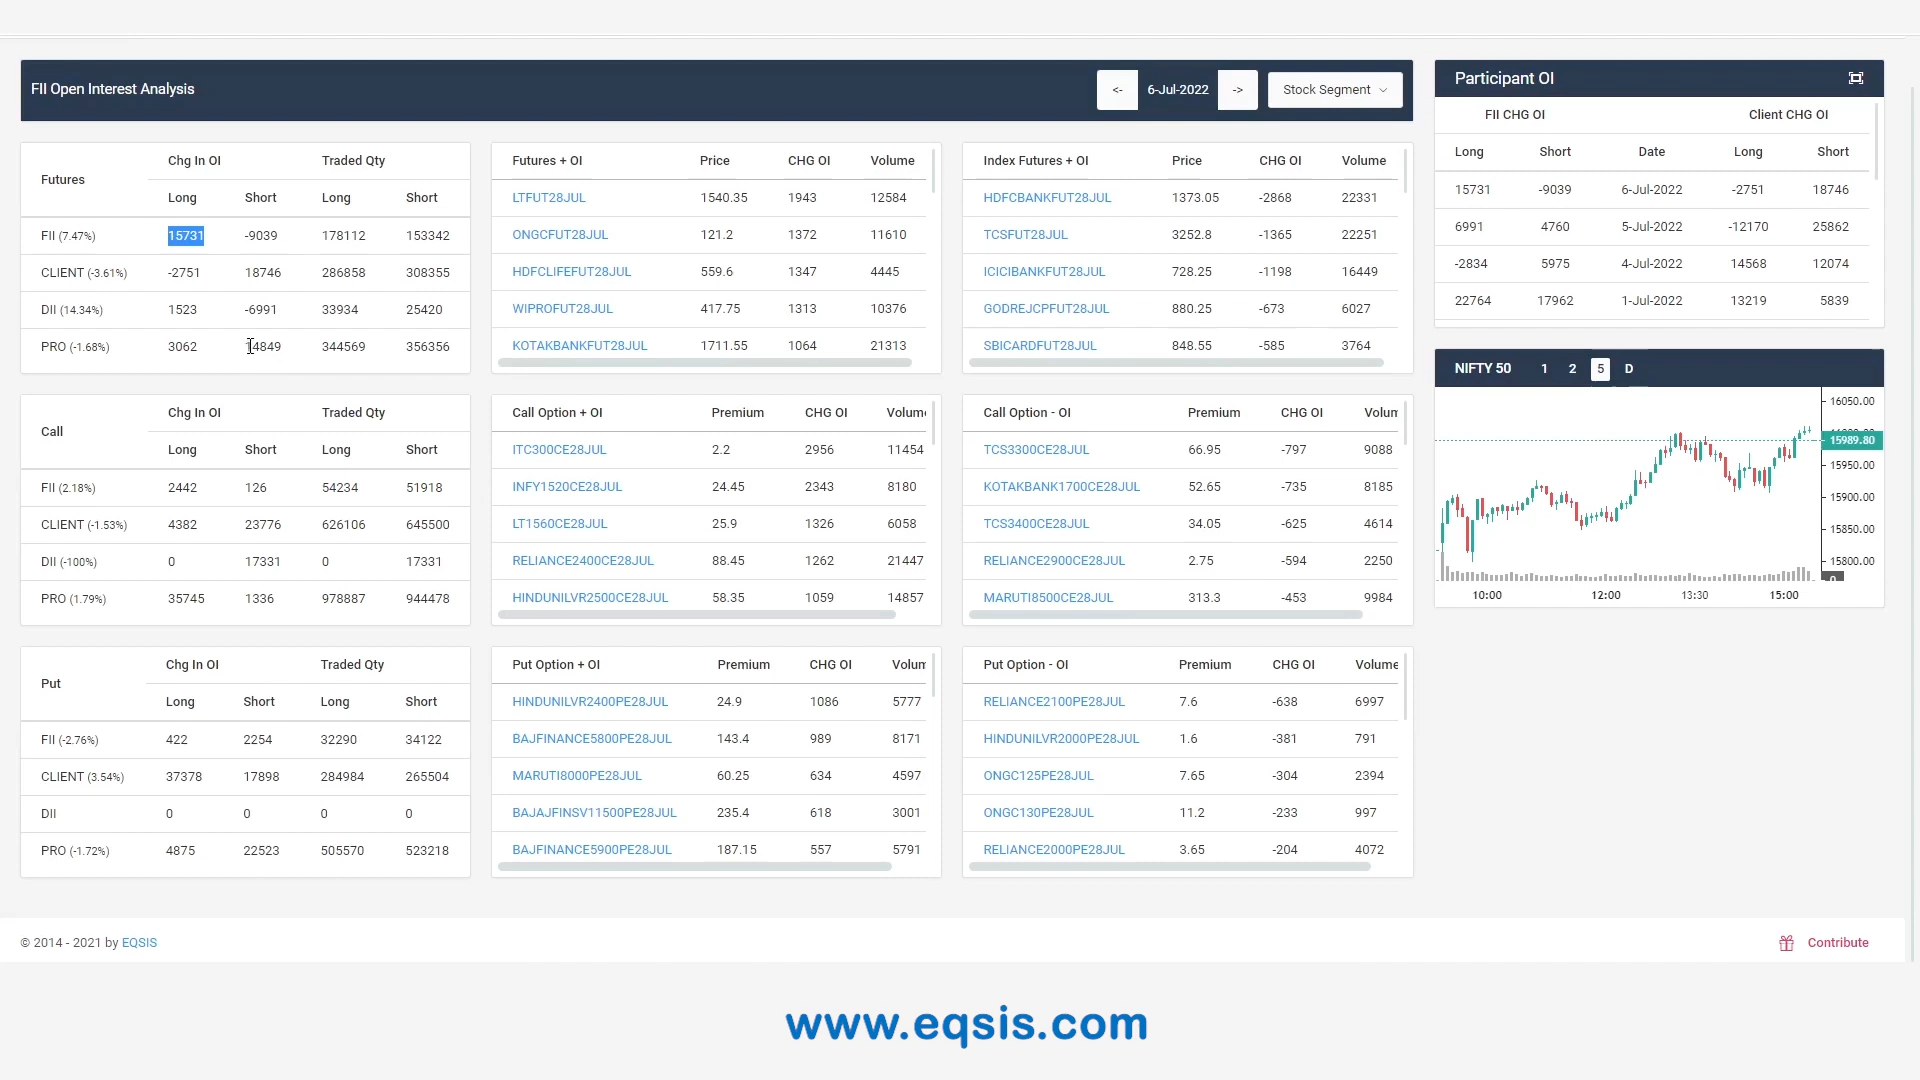 FII Open Interest Analysis
<- 6-Jul-2022 -> Stock Segment
Futures Chg In OI Traded Qty
Long Short Long Short
FII (7.47%) 15731 -9039 178112 153342
CLIENT (-3.61%) -2751 18746 286858 308355
DII (14.34%) 1523 -6991 33934 25420
PRO (-1.68%) 3062 14849 344569 356356
Futures + OI Price CHG OI Volume
LTFUT28JUL 1540.35 1943 12584
ONGCFUT28JUL 121.2 1372 11610
HDFCLIFEFUT28JUL 559.6 1347 4445
WIPROFUT28JUL 417.75 1313 10376
KOTAKBANKFUT28JUL 1711.55 1064 21313
Index Futures + OI Price CHG OI Volume
HDFCBANKFUT28JUL 1373.05 -2868 22331
TCSFUT28JUL 3252.8 -1365 22251
ICICIBANKFUT28JUL 728.25 -1198 16449
GODREJCPFUT28JUL 880.25 -673 6027
SBICARDFUT28JUL 848.55 -585 3764
Call Chg In OI Traded Qty
Long Short Long Short
FII (2.18%) 2442 126 54234 51918
CLIENT (-1.53%) 4382 23776 626106 645500
DII (-100%) 0 17331 0 17331
PRO (1.79%) 35745 1336 978887 944478
Call Option + OI Premium CHG OI Volume
ITC300CE28JUL 2.2 2956 11454
INFY1520CE28JUL 24.45 2343 8180
LT1560CE28JUL 25.9 1326 6058
RELIANCE2400CE28JUL 88.45 1262 21447
HINDUNILVR2500CE28JUL 58.35 1059 14857
Call Option - OI Premium CHG OI Volum
TCS3300CE28JUL 66.95 -797 9088
KOTAKBANK1700CE28JUL 52.65 -735 8185
TCS3400CE28JUL 34.05 -625 4614
RELIANCE2900CE28JUL 2.75 -594 2250
MARUTI8500CE28JUL 313.3 -453 9984
Put Chg In OI Traded Qty
Long Short Long Short
FII (-2.76%) 422 2254 32290 34122
CLIENT (3.54%) 37378 17898 284984 265504
DII 0 0 0 0
PRO (-1.72%) 4875 22523 505570 523218
Put Option + OI Premium CHG OI Volum
HINDUNILVR2400PE28JUL 24.9 1086 5777
BAJFINANCE5800PE28JUL 143.4 989 8171
MARUTI8000PE28JUL 60.25 634 4597
BAJAJFINSV11500PE28JUL 235.4 618 3001
BAJFINANCE5900PE28JUL 187.15 557 5791
Put Option - OI Premium CHG OI Volume
RELIANCE2100PE28JUL 7.6 -638 6997
HINDUNILVR2000PE28JUL 1.6 -381 791
ONGC125PE28JUL 7.65 -304 2394
ONGC130PE28JUL 11.2 -233 997
RELIANCE2000PE28JUL 3.65 -204 4072
Participant OI
FII CHG OI Client CHG OI
Long Short Date Long Short
15731 -9039 6-Jul-2022 -2751 18746
6991 4760 5-Jul-2022 -12170 25862
-2834 5975 4-Jul-2022 14568 12074
22764 17962 1-Jul-2022 13219 5839
NIFTY 50 1 2 5 D
16050.00
15989.80
15950.00
15900.00
15850.00
15800.00
10:00 12:00 13:30 15:00
© 2014 - 2021 by EQSIS
Contribute
www.eqsis.com